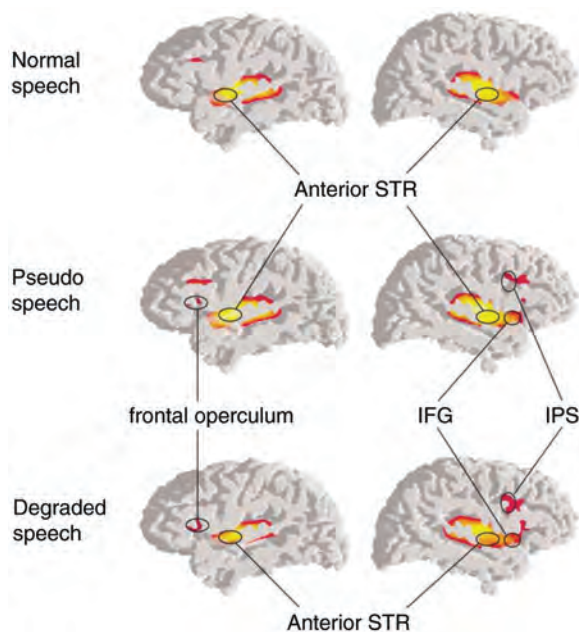 Normal
speech
Anterior STR
Pseudo
speech
frontal operculum
IFG
IPS
Degraded
speech
Anterior STR